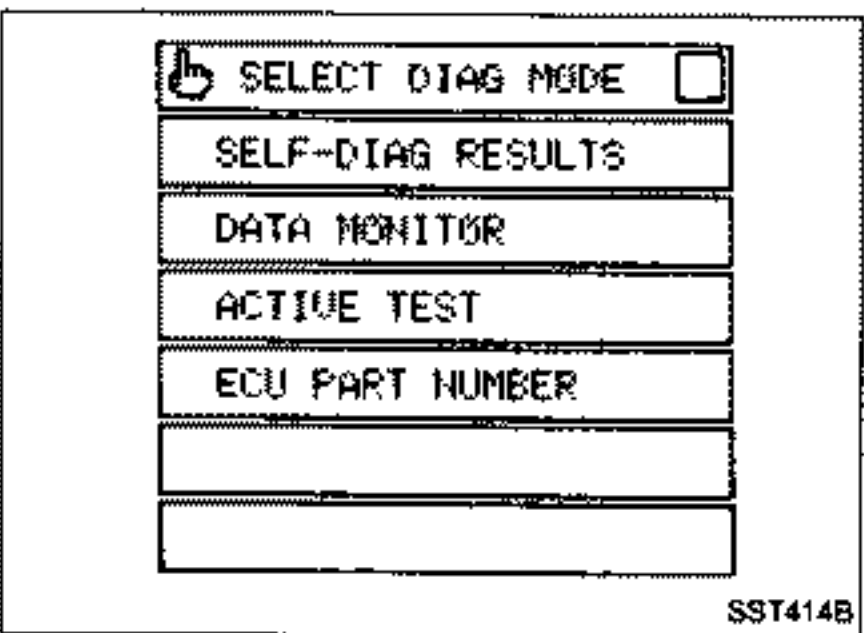 SELECT DIAG MODE
SELF-DIAG RESULTS
DATA MONITOR
ACTIVE TEST
ECU PART NUMBER
SST414B